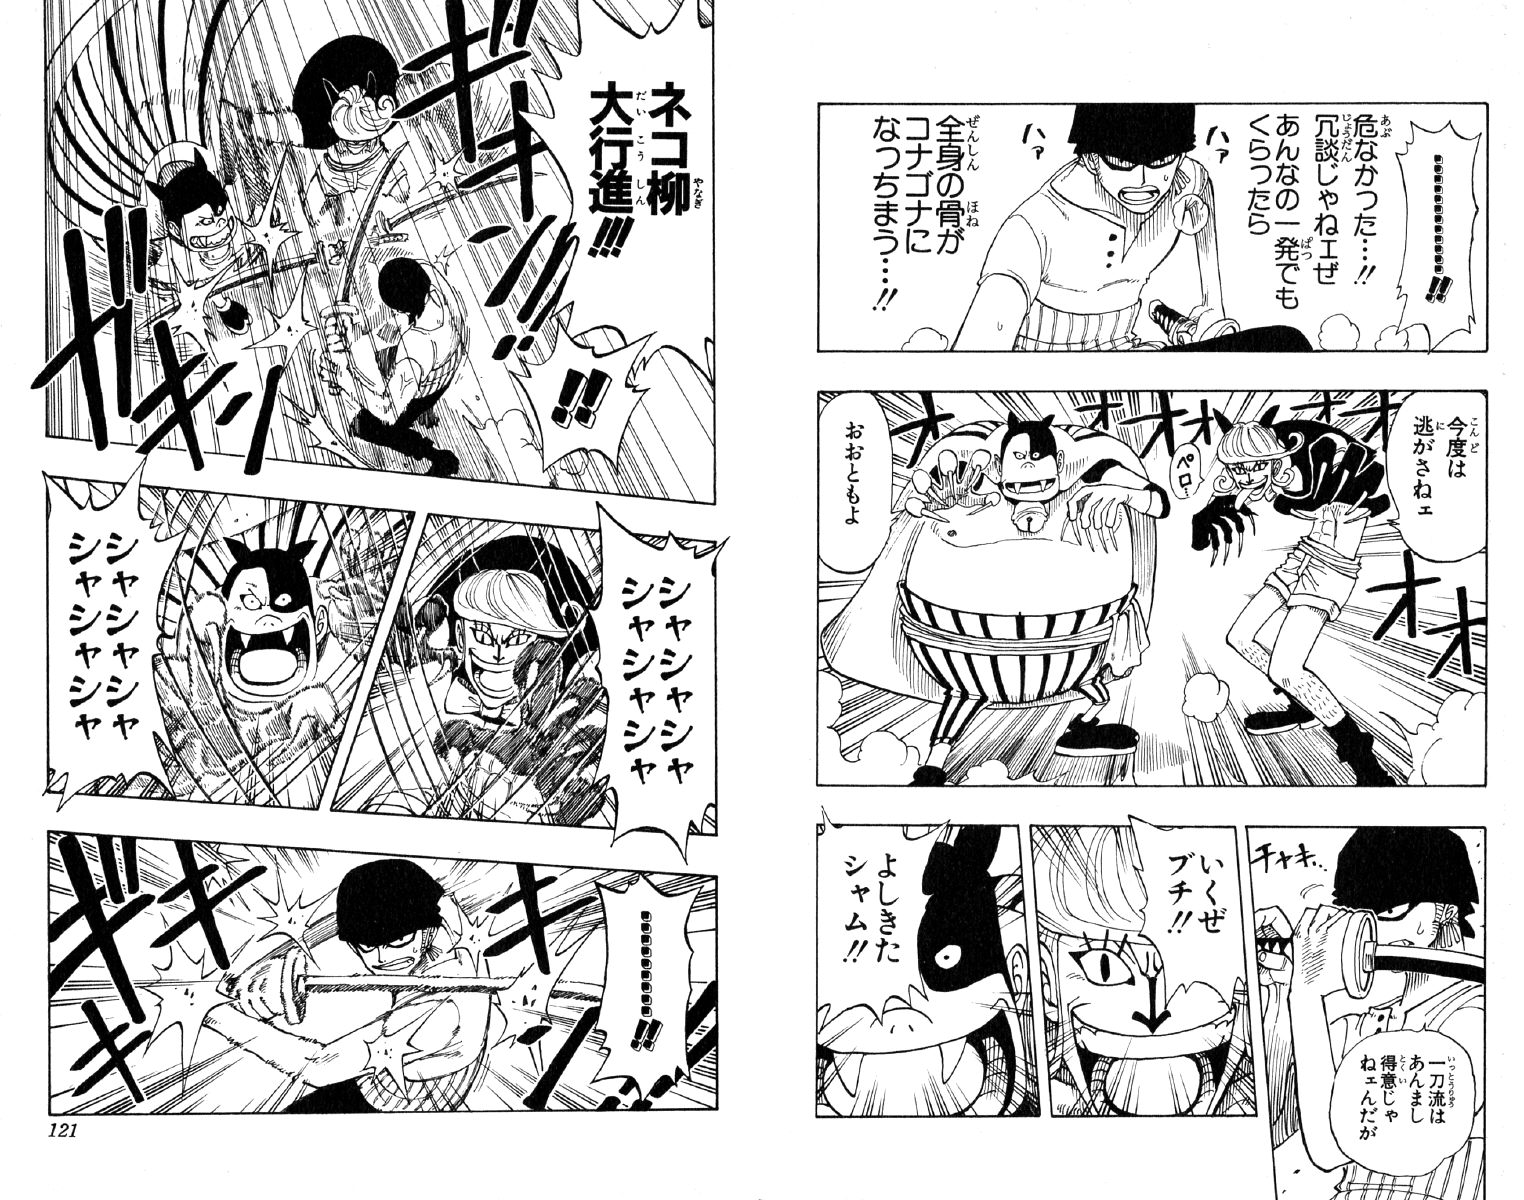 …………!!
危なかった…!!
冗談じゃねェぜ
あんなの一発でも
くらったら
全身の骨が
コナゴナに
なっちまう…!!
ハァ
ハァ
今度は
逃がさねェ
ペロ…
おおともよ
オオオオオ
チャキ…
一刀流は
あんまし
得意じゃ
ねェんだが
いくぜ
ブチ!!
よしきた
シャム!!
ネコ柳
大行進!!!
ギギギギン!!
ガキキン
!!
シャシャシャシャ
シャシャシャシャ
シャシャシャシャ
シャシャシャシャ
…………!!
ギギキキン
121